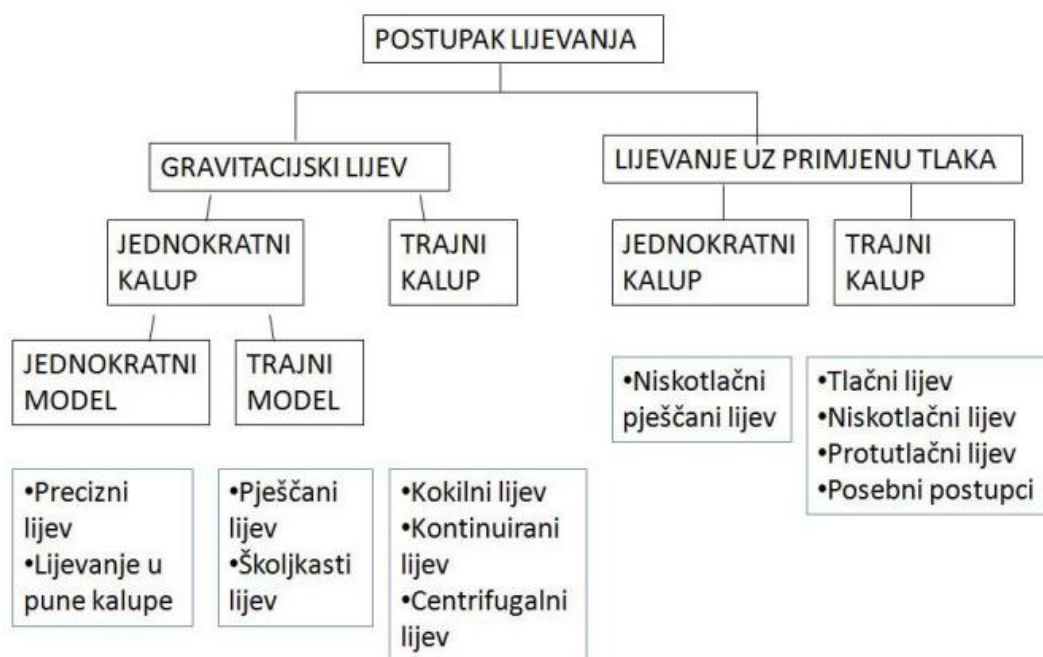 POSTUPAK LIJEVANJA
GRAVITACIJSKI LIJEV
LIJEVANJE UZ PRIMJENU TLAKA
JEDNOKRATNI
KALUP
TRAJNI
KALUP
JEDNOKRATNI
KALUP
TRAJNI
KALUP
JEDNOKRATNI
MODEL
TRAJNI
MODEL
•Niskotlačni
pješčani lijev
•Tlačni lijev
•Niskotlačni lijev
•Protutlačni lijev
•Posebni postupci
•Precizni
lijev
•Lijevanje u
pune kalupe
•Pješčani
lijev
•Školjkasti
lijev
•Kokilni lijev
•Kontinuirani
lijev
•Centrifugalni
lijev